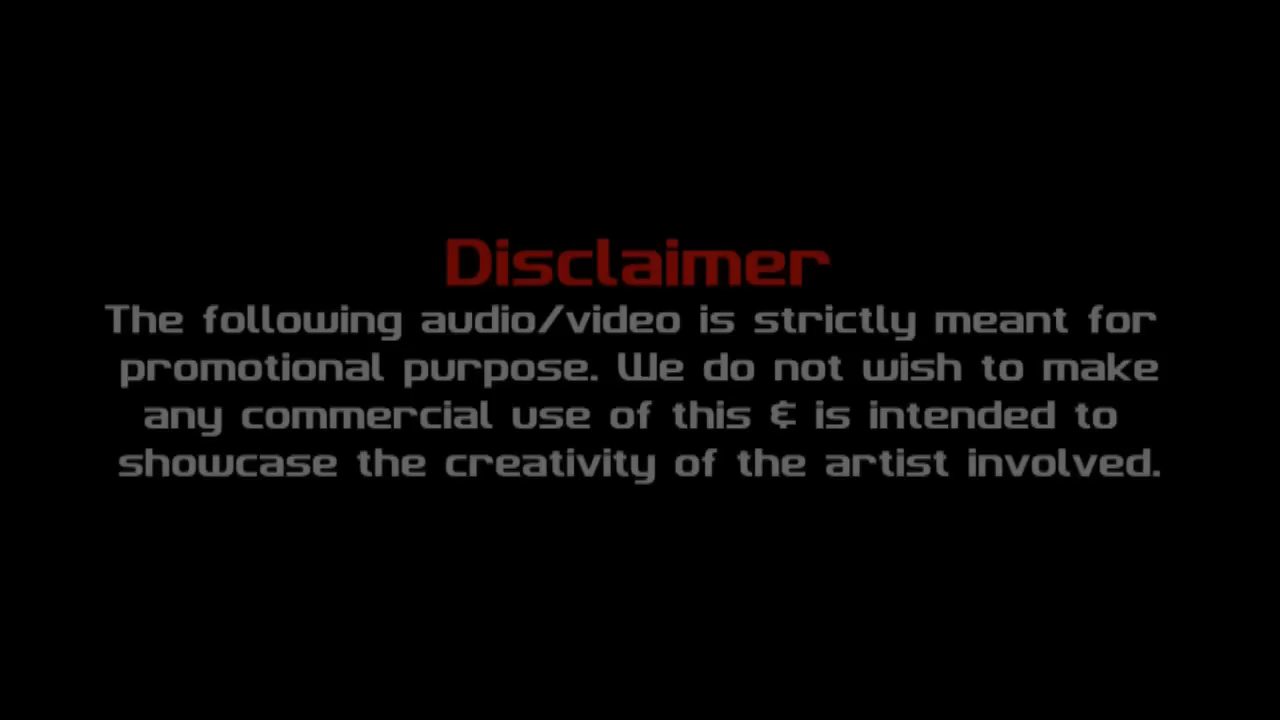 Disclaimer
The following audio/video is strictly meant for
promotional purpose. We do not wish to make
any commercial use of this & is intended to
showcase the creativity of the artist involved.